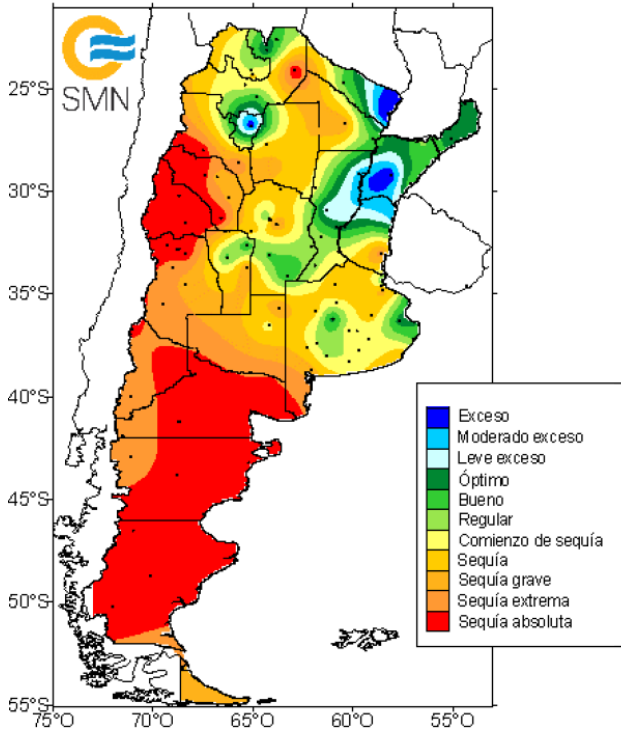 SMN
25°S
30°S
35°S
40°S
45°S
50°S
55°S
75°O
70°O
65°O
60°O
55°O
Exceso
Moderado exceso
Leve exceso
Óptimo
Bueno
Regular
Comienzo de sequía
Sequía
Sequía grave
Sequía extrema
Sequía absoluta